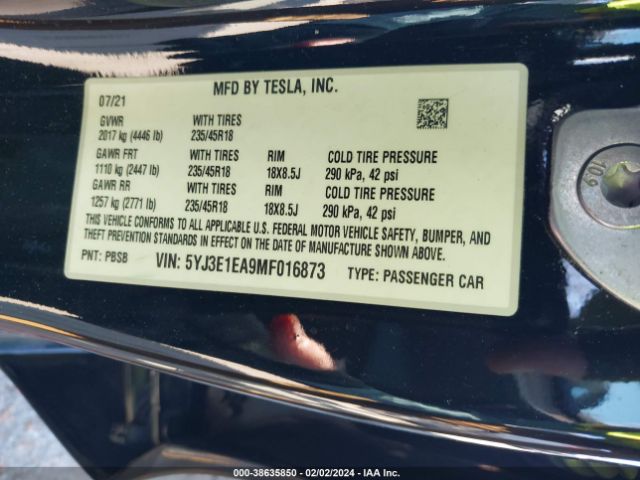 MFD BY TESLA, INC.
07/21
GVWR WITH TIRES
2017 kg (4446 lb) 235/45R18
GAWR FRT WITH TIRES RIM COLD TIRE PRESSURE
1110 kg (2447 lb) 235/45R18 18X8.5J 290 kPa, 42 psi
GAWR RR WITH TIRES RIM COLD TIRE PRESSURE
1257 kg (2771 lb) 235/45R18 18X8.5J 290 kPa, 42 psi
THIS VEHICLE CONFORMS TO ALL APPLICABLE U.S. FEDERAL MOTOR VEHICLE SAFETY, BUMPER, AND
THEFT PREVENTION STANDARDS IN EFFECT ON THE DATE OF MANUFACTURE SHOWN ABOVE.
PNT: PBSB VIN: 5YJ3E1EA9MF016873 TYPE: PASSENGER CAR
10.9
000-38635850 - 02/02/2024 - IAA Inc.